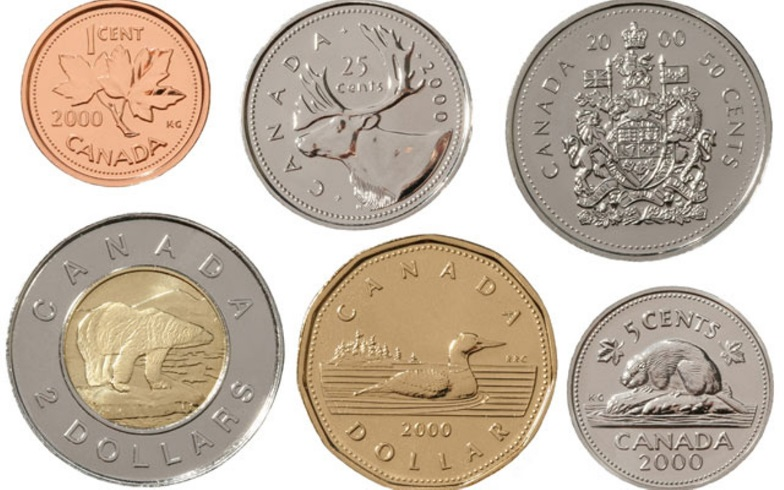 1 CENT
2000
KG
CANADA
CANADA
25
cents
2000
CANADA
20 00
50 CENTS
CANADA
2 DOLLARS
CANADA
RRC
2000
DOLLAR
5 CENTS
KG
CANADA
2000